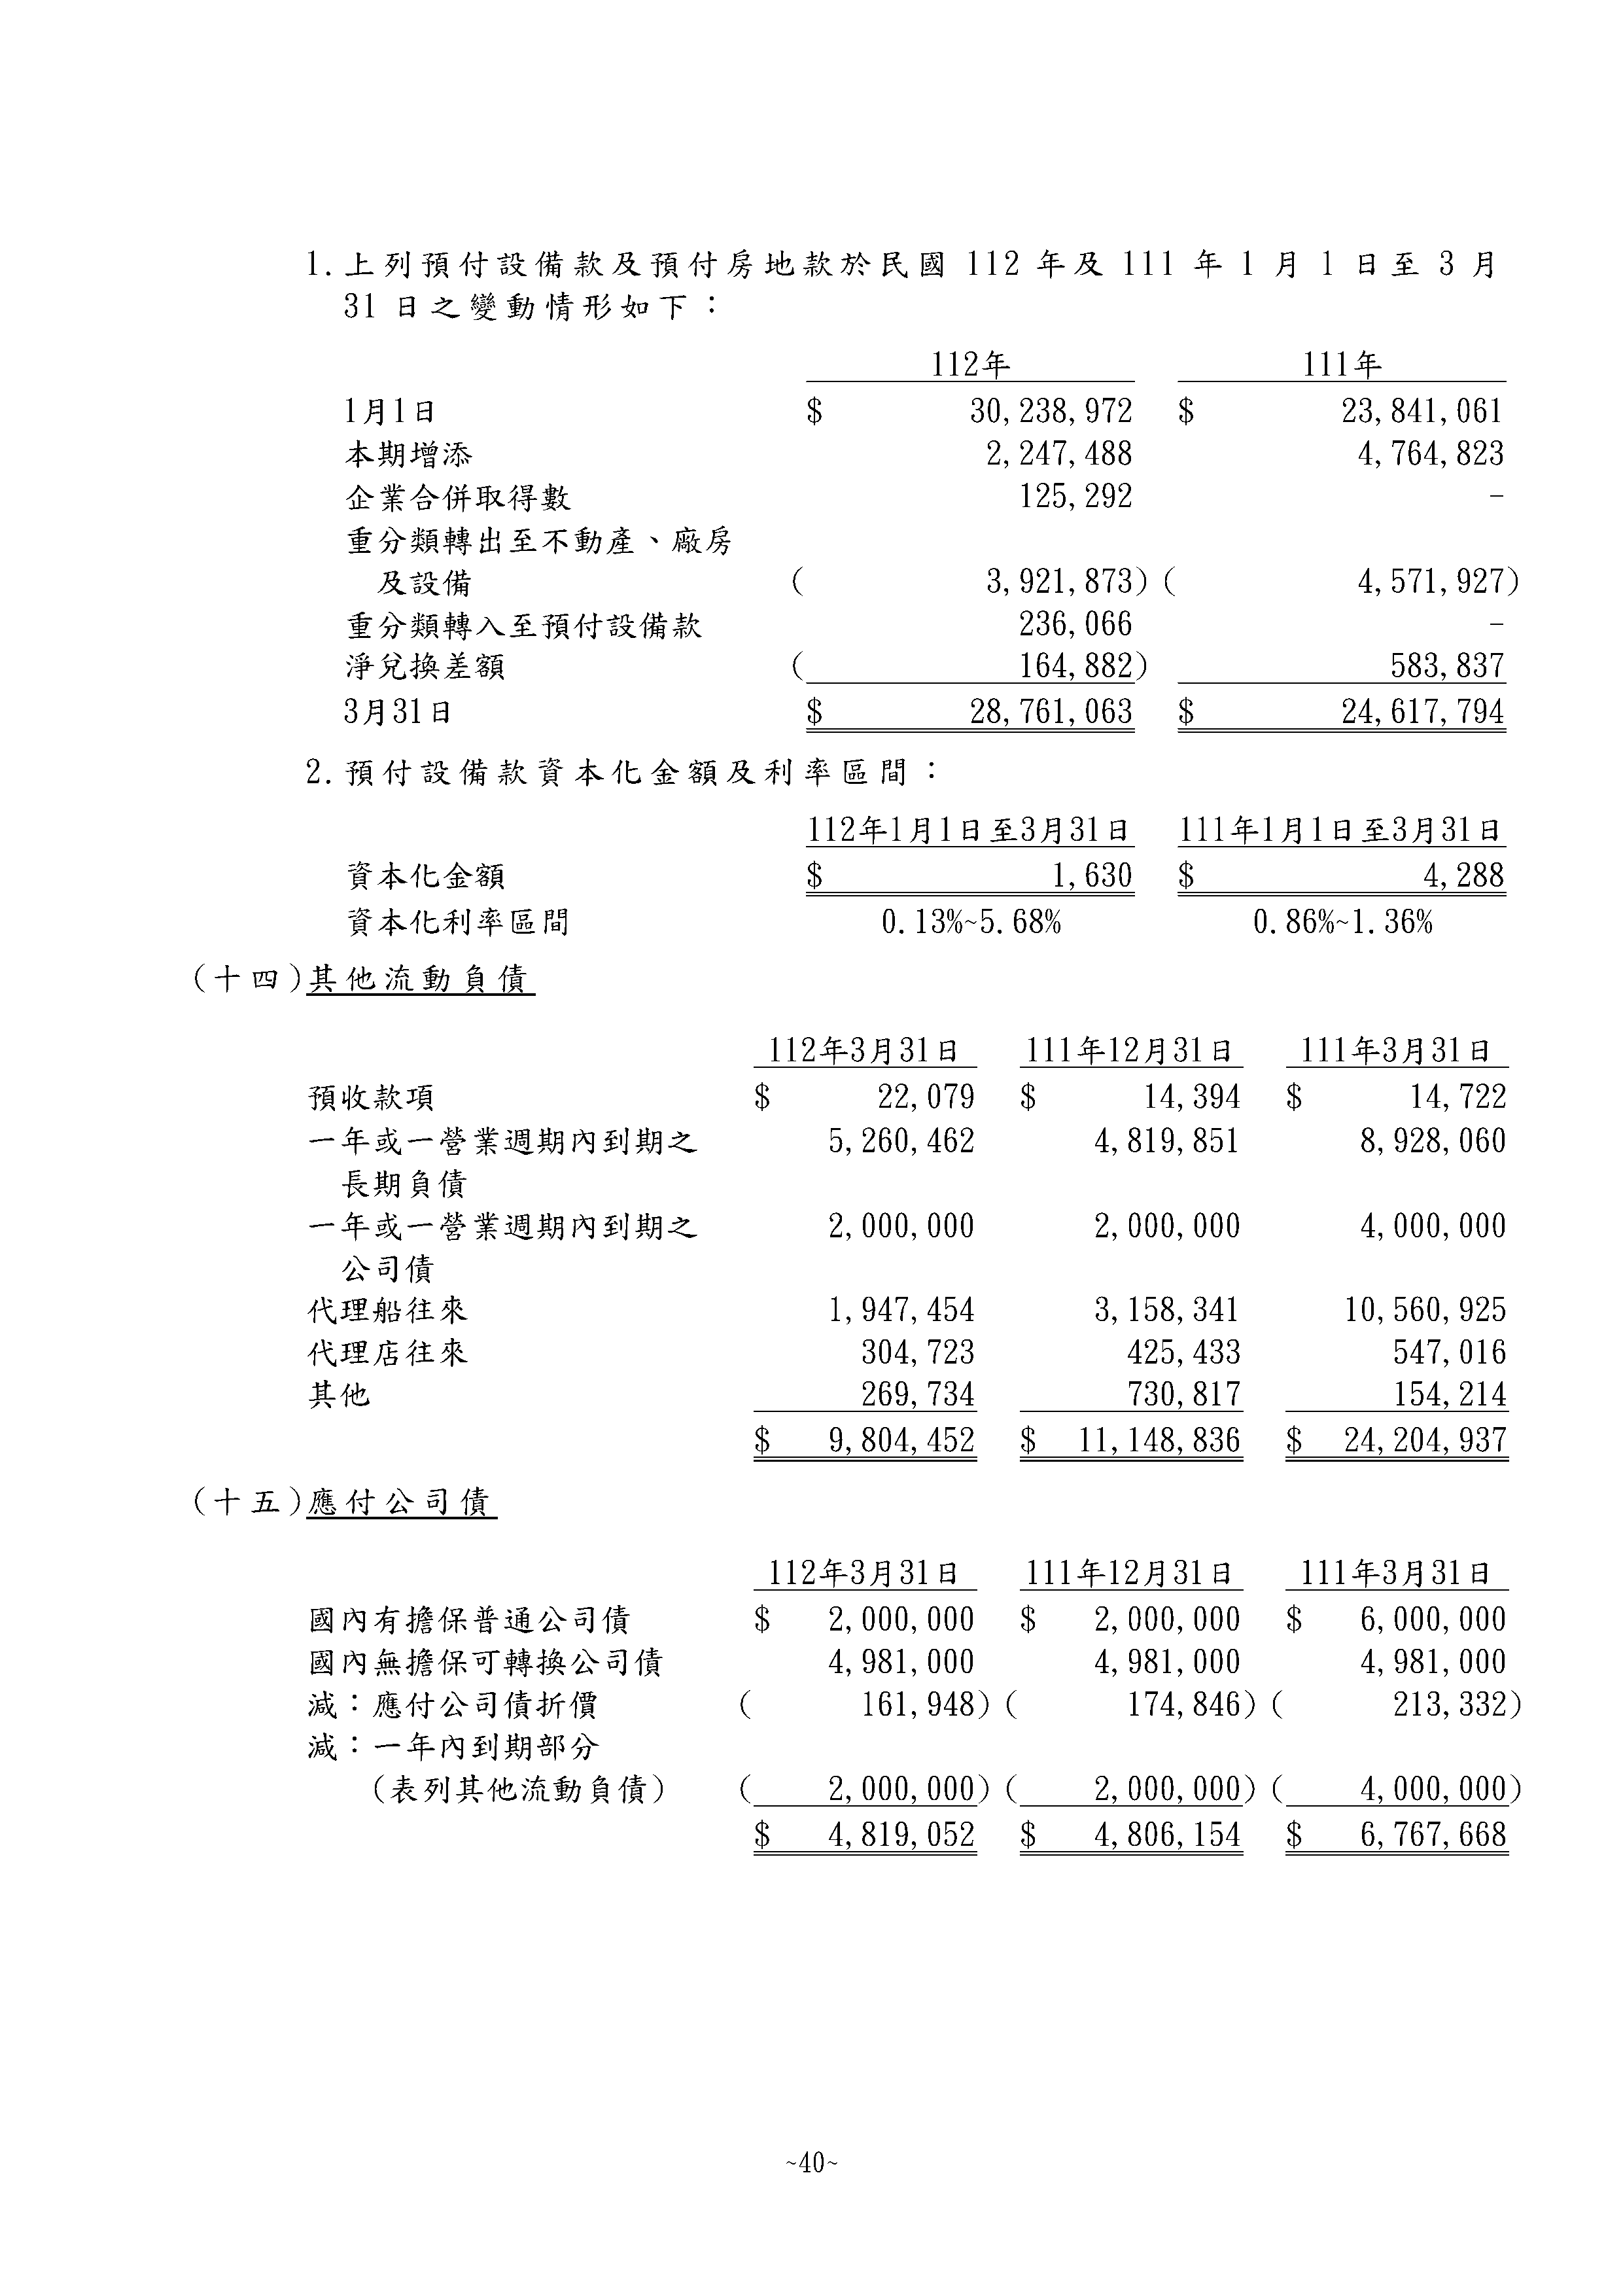 1.上列預付設備款及預付房地款於民國 112 年及 111 年 1 月 1 日至 3 月
31 日之變動情形如下：
112年 111年
1月1日 $ 30,238,972 $ 23,841,061
本期增添 2,247,488 4,764,823
企業合併取得數 125,292 -
重分類轉出至不動產、廠房
及設備 ( 3,921,873) ( 4,571,927)
重分類轉入至預付設備款 236,066 -
淨兌換差額 ( 164,882) 583,837
3月31日 $ 28,761,063 $ 24,617,794
2.預付設備款資本化金額及利率區間：
112年1月1日至3月31日 111年1月1日至3月31日
資本化金額 $ 1,630 $ 4,288
資本化利率區間 0.13%~5.68% 0.86%~1.36%
(十四)其他流動負債
112年3月31日 111年12月31日 111年3月31日
預收款項 $ 22,079 $ 14,394 $ 14,722
一年或一營業週期內到期之 5,260,462 4,819,851 8,928,060
長期負債
一年或一營業週期內到期之 2,000,000 2,000,000 4,000,000
公司債
代理船往來 1,947,454 3,158,341 10,560,925
代理店往來 304,723 425,433 547,016
其他 269,734 730,817 154,214
$ 9,804,452 $ 11,148,836 $ 24,204,937
(十五)應付公司債
112年3月31日 111年12月31日 111年3月31日
國內有擔保普通公司債 $ 2,000,000 $ 2,000,000 $ 6,000,000
國內無擔保可轉換公司債 4,981,000 4,981,000 4,981,000
減：應付公司債折價 ( 161,948) ( 174,846) ( 213,332)
減：一年內到期部分
(表列其他流動負債) ( 2,000,000) ( 2,000,000) ( 4,000,000)
$ 4,819,052 $ 4,806,154 $ 6,767,668
~40~